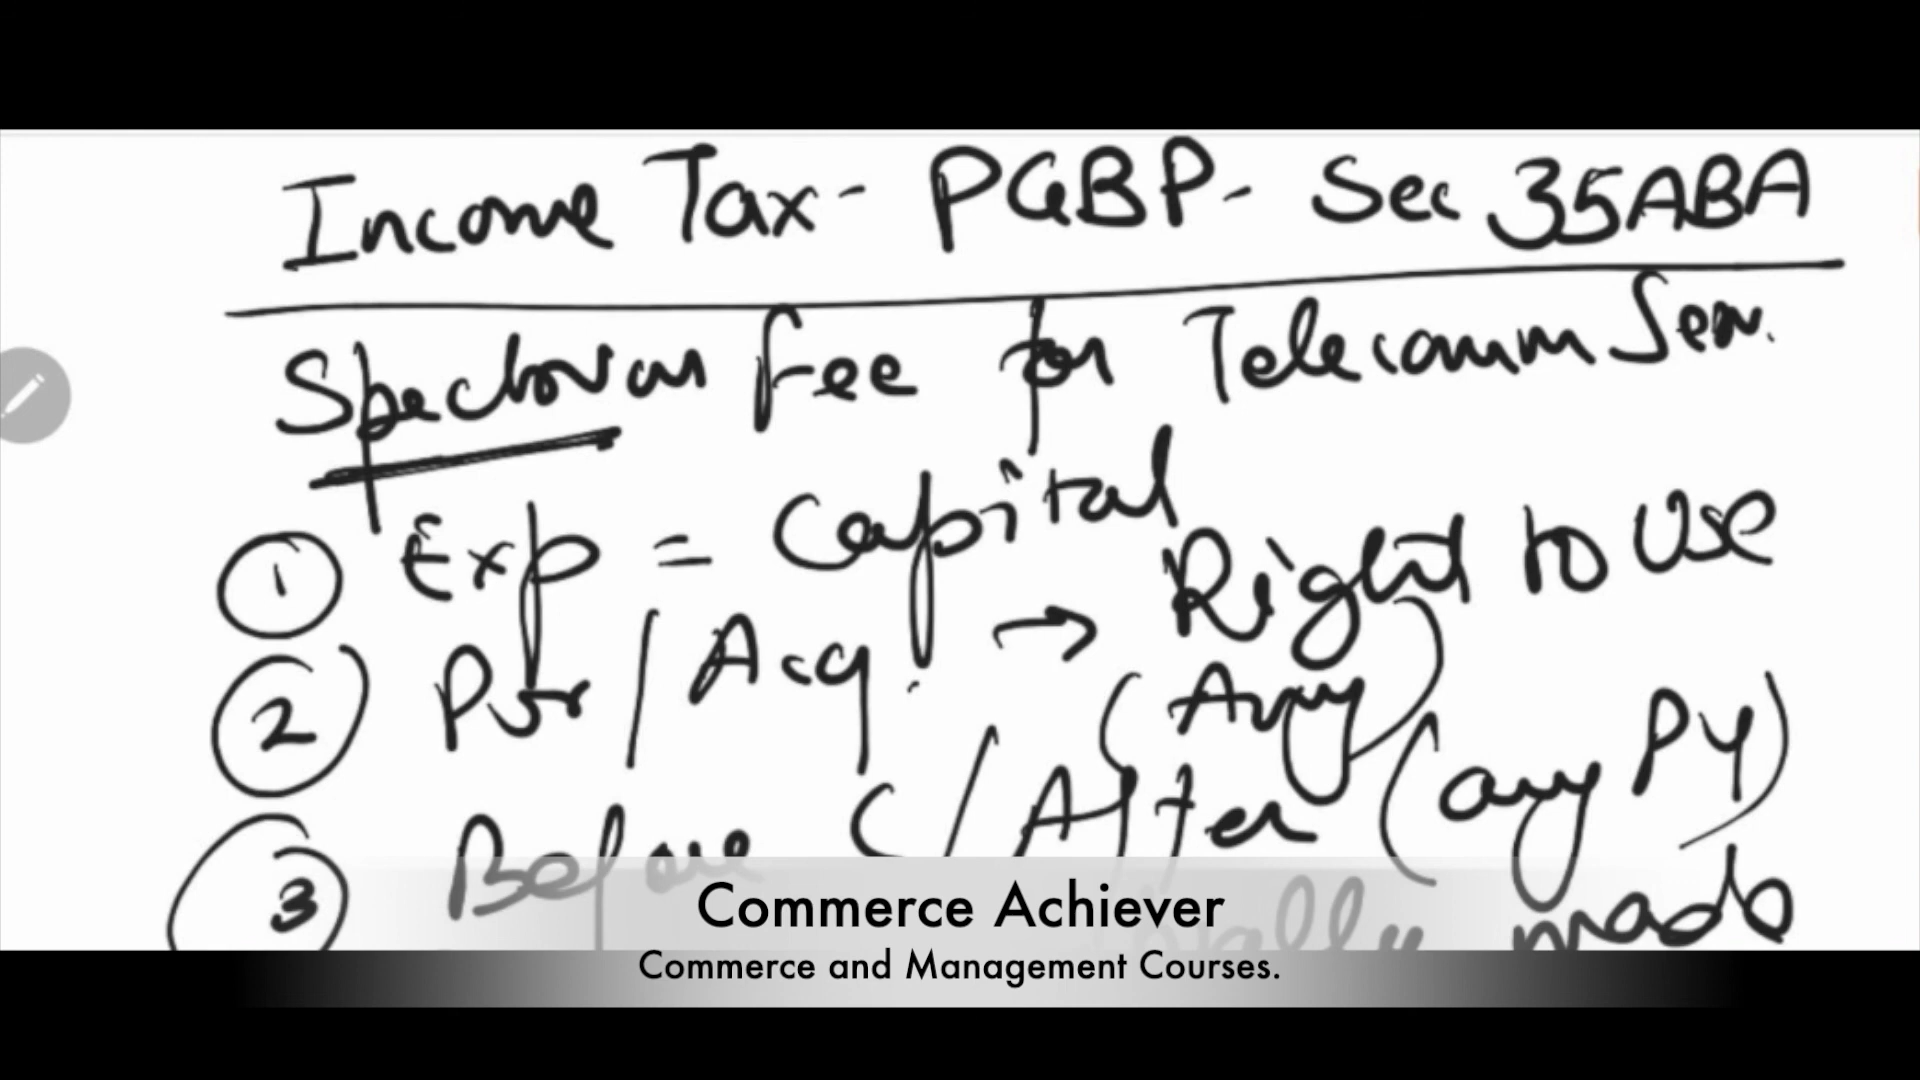 Income Tax - PGBP - Sec 35ABA
Spectrum Fee for Telecomm Serv.
1 Exp = Capital
2 Pur / Acq. → Right to use
(Any)
3 Before C / After (any PY)
made
Commerce Achiever
Commerce and Management Courses.